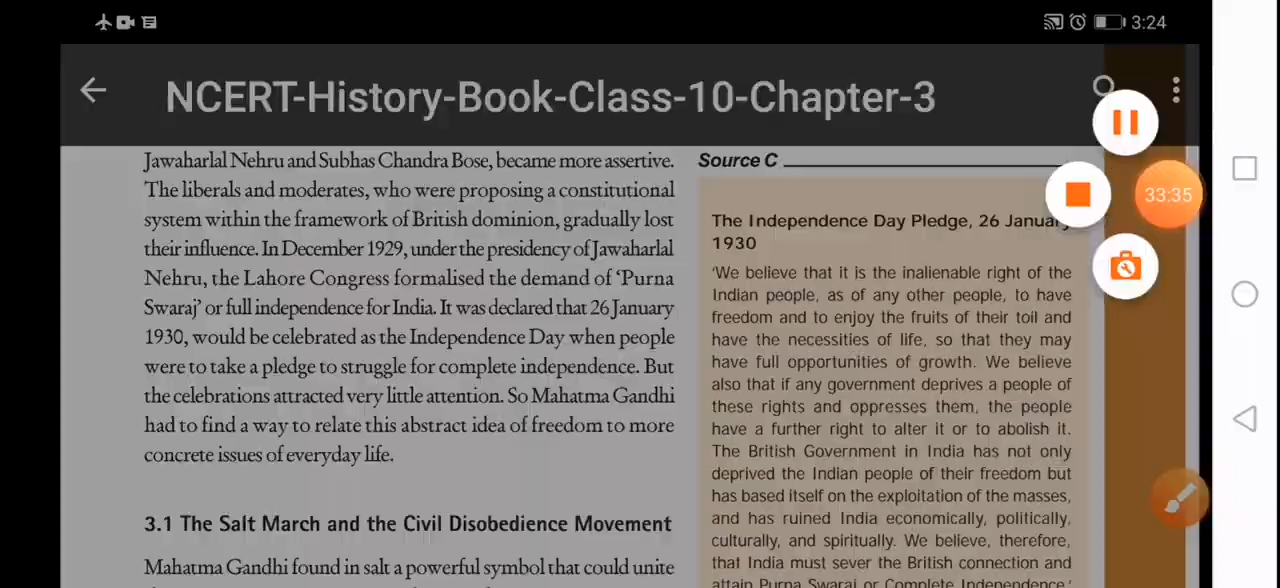 3:24
NCERT-History-Book-Class-10-Chapter-3
33:35
Jawaharlal Nehru and Subhas Chandra Bose, became more assertive.
The liberals and moderates, who were proposing a constitutional
system within the framework of British dominion, gradually lost
their influence. In December 1929, under the presidency of Jawaharlal
Nehru, the Lahore Congress formalised the demand of ‘Purna
Swaraj’ or full independence for India. It was declared that 26 January
1930, would be celebrated as the Independence Day when people
were to take a pledge to struggle for complete independence. But
the celebrations attracted very little attention. So Mahatma Gandhi
had to find a way to relate this abstract idea of freedom to more
concrete issues of everyday life.
3.1 The Salt March and the Civil Disobedience Movement
Mahatma Gandhi found in salt a powerful symbol that could unite
Source C
The Independence Day Pledge, 26 January
1930
‘We believe that it is the inalienable right of the
Indian people, as of any other people, to have
freedom and to enjoy the fruits of their toil and
have the necessities of life, so that they may
have full opportunities of growth. We believe
also that if any government deprives a people of
these rights and oppresses them, the people
have a further right to alter it or to abolish it.
The British Government in India has not only
deprived the Indian people of their freedom but
has based itself on the exploitation of the masses,
and has ruined India economically, politically,
culturally, and spiritually. We believe, therefore,
that India must sever the British connection and
attain Purna Swaraj or Complete Independence.’